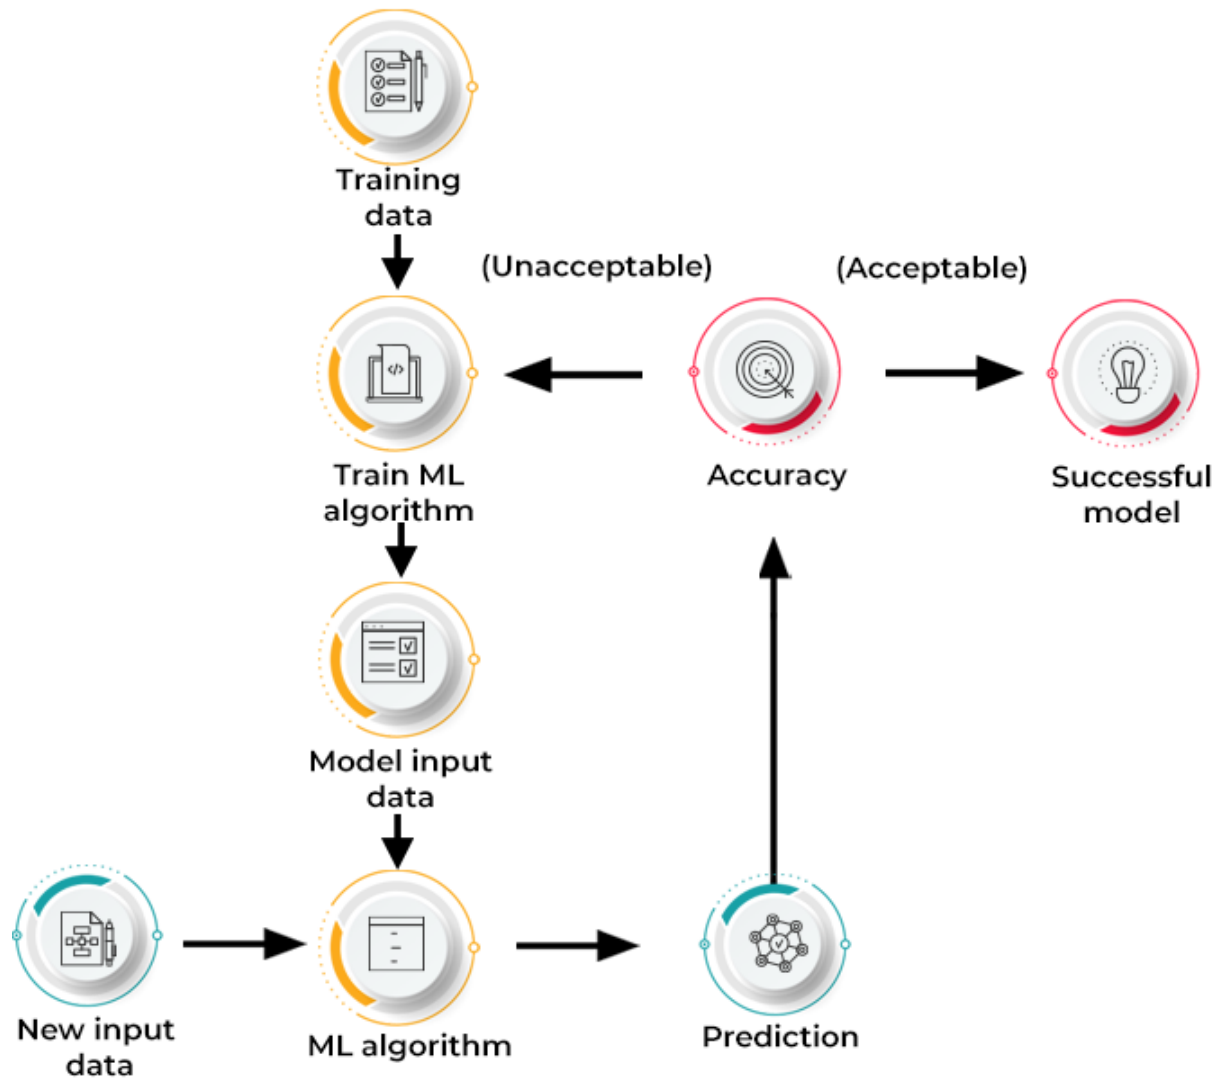 Training
data
(Unacceptable)
(Acceptable)
Train ML
algorithm
Accuracy
Successful
model
Model input
data
New input
data
ML algorithm
Prediction